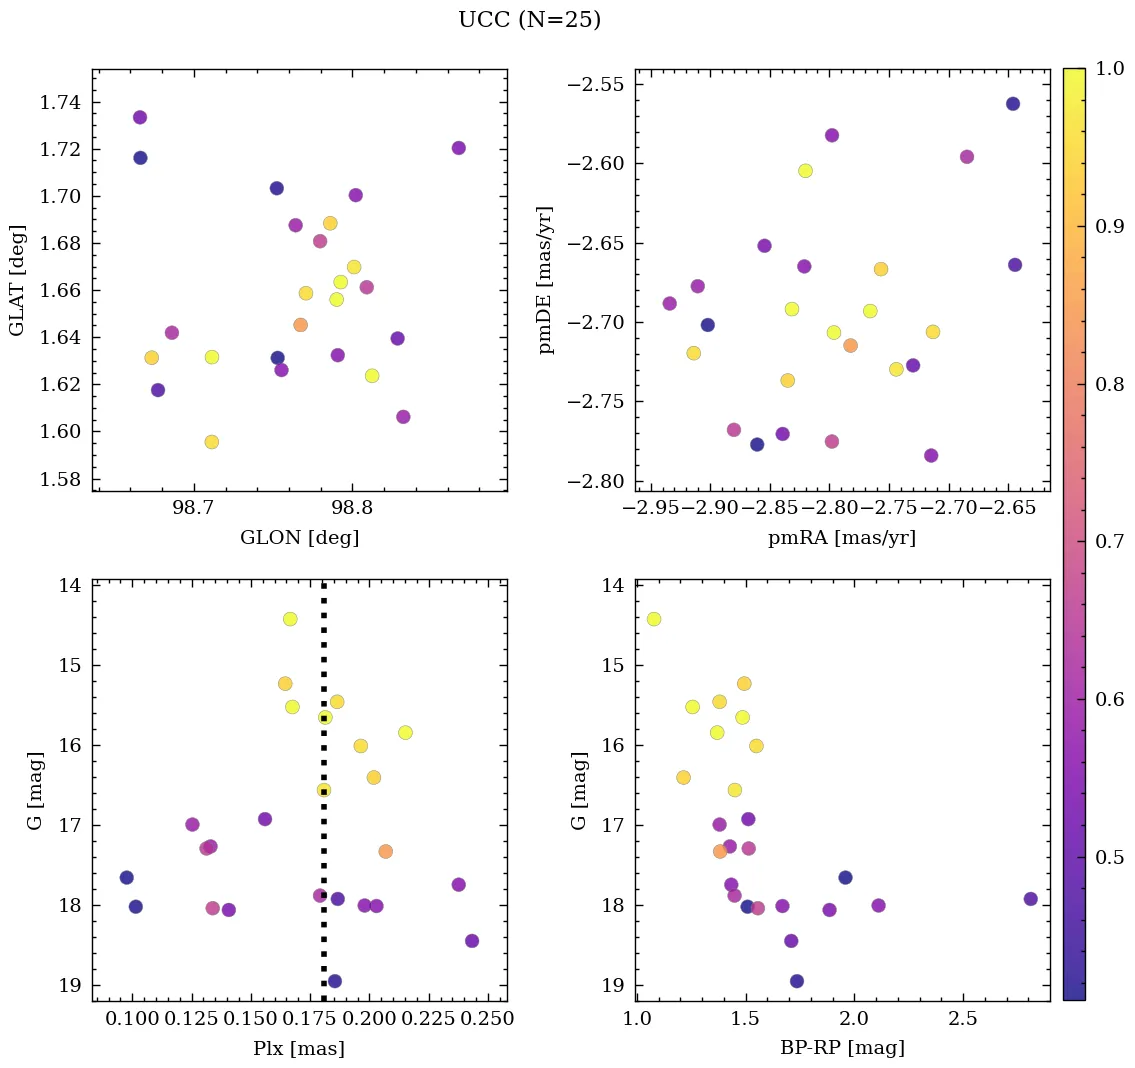 UCC (N=25)
1.74
1.72
1.70
1.68
1.66
1.64
1.62
1.60
1.58
GLAT [deg]
98.7 98.8
GLON [deg]
−2.55
−2.60
−2.65
−2.70
−2.75
−2.80
pmDE [mas/yr]
−2.95 −2.90 −2.85 −2.80 −2.75 −2.70 −2.65
pmRA [mas/yr]
1.0
0.9
0.8
0.7
0.6
0.5
14
15
16
17
18
19
G [mag]
0.100 0.125 0.150 0.175 0.200 0.225 0.250
Plx [mas]
14
15
16
17
18
19
G [mag]
1.0 1.5 2.0 2.5
BP-RP [mag]